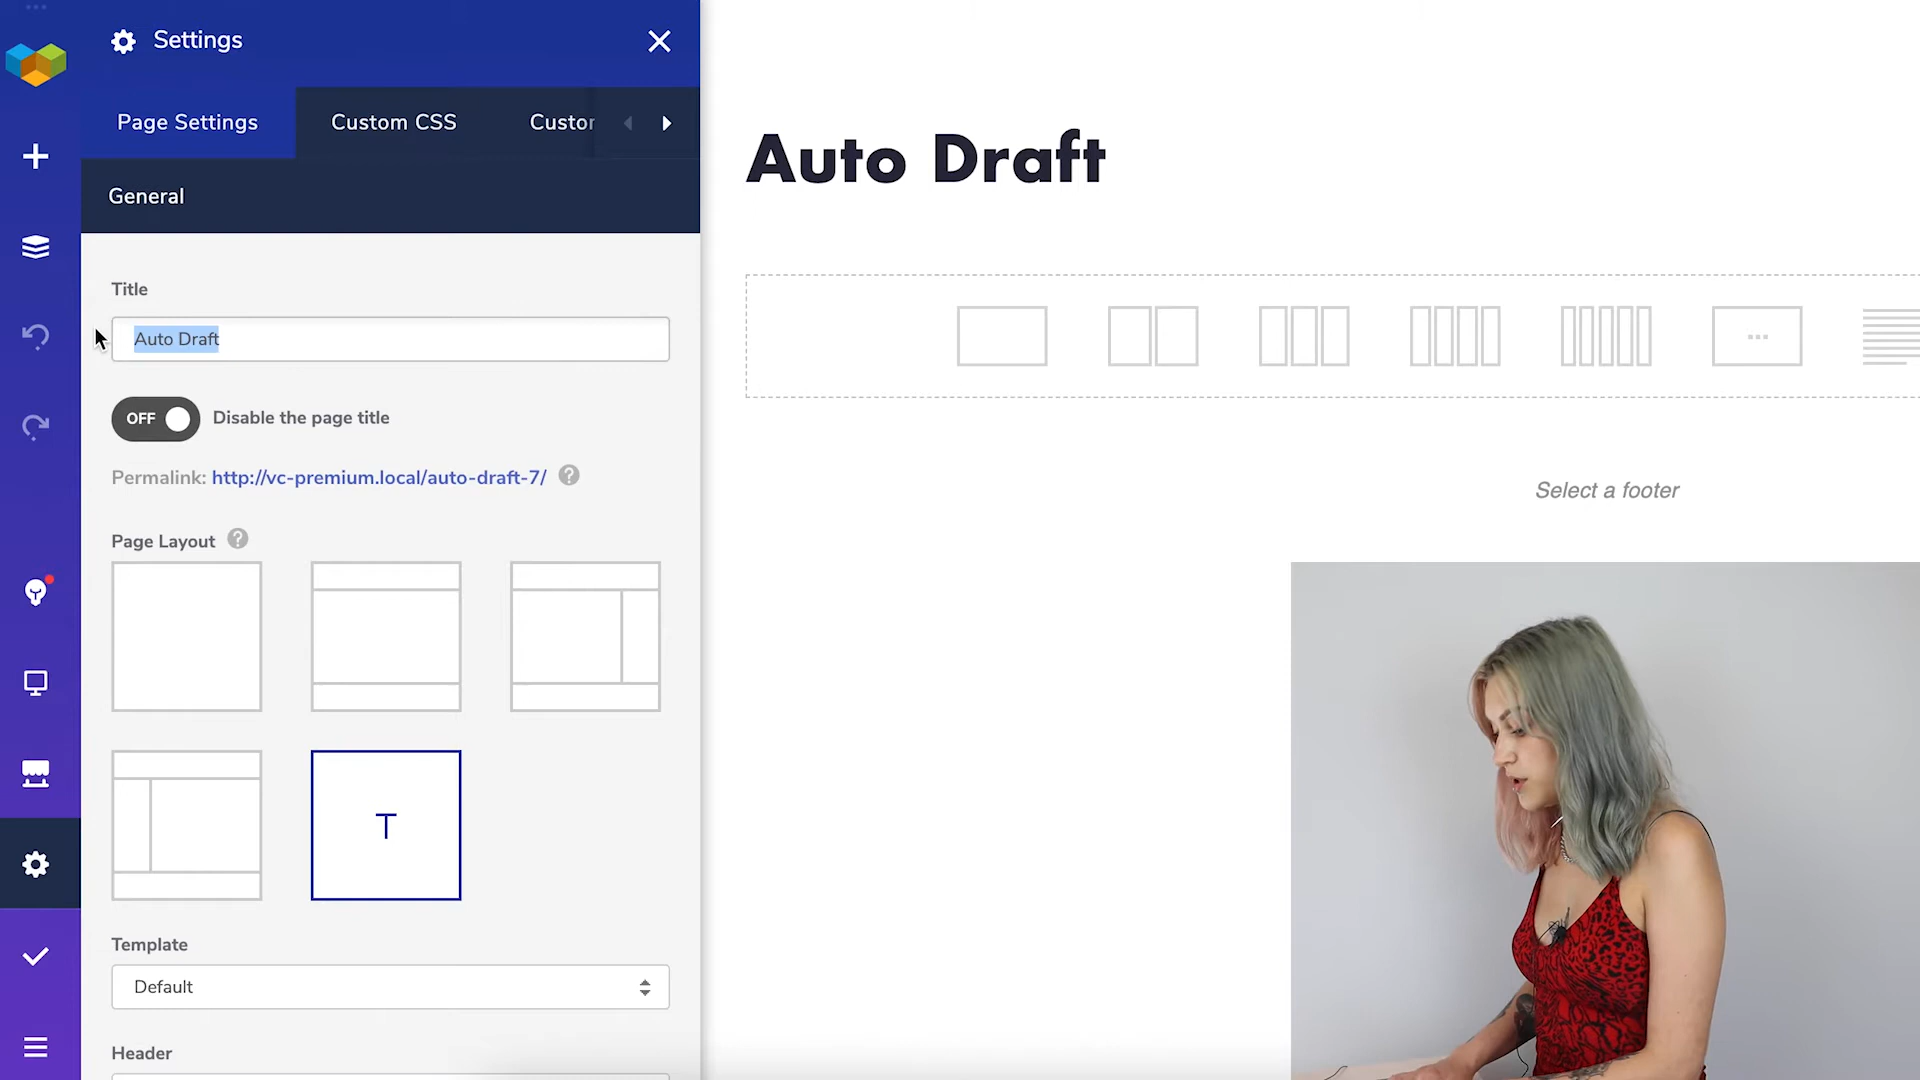 Settings
Page Settings
Custom CSS
Custor
General
Title
Auto Draft
OFF
Disable the page title
Permalink: http://vc-premium.local/auto-draft-7/ ?
Page Layout ?
T
Template
Default
Header
Auto Draft
Select a footer